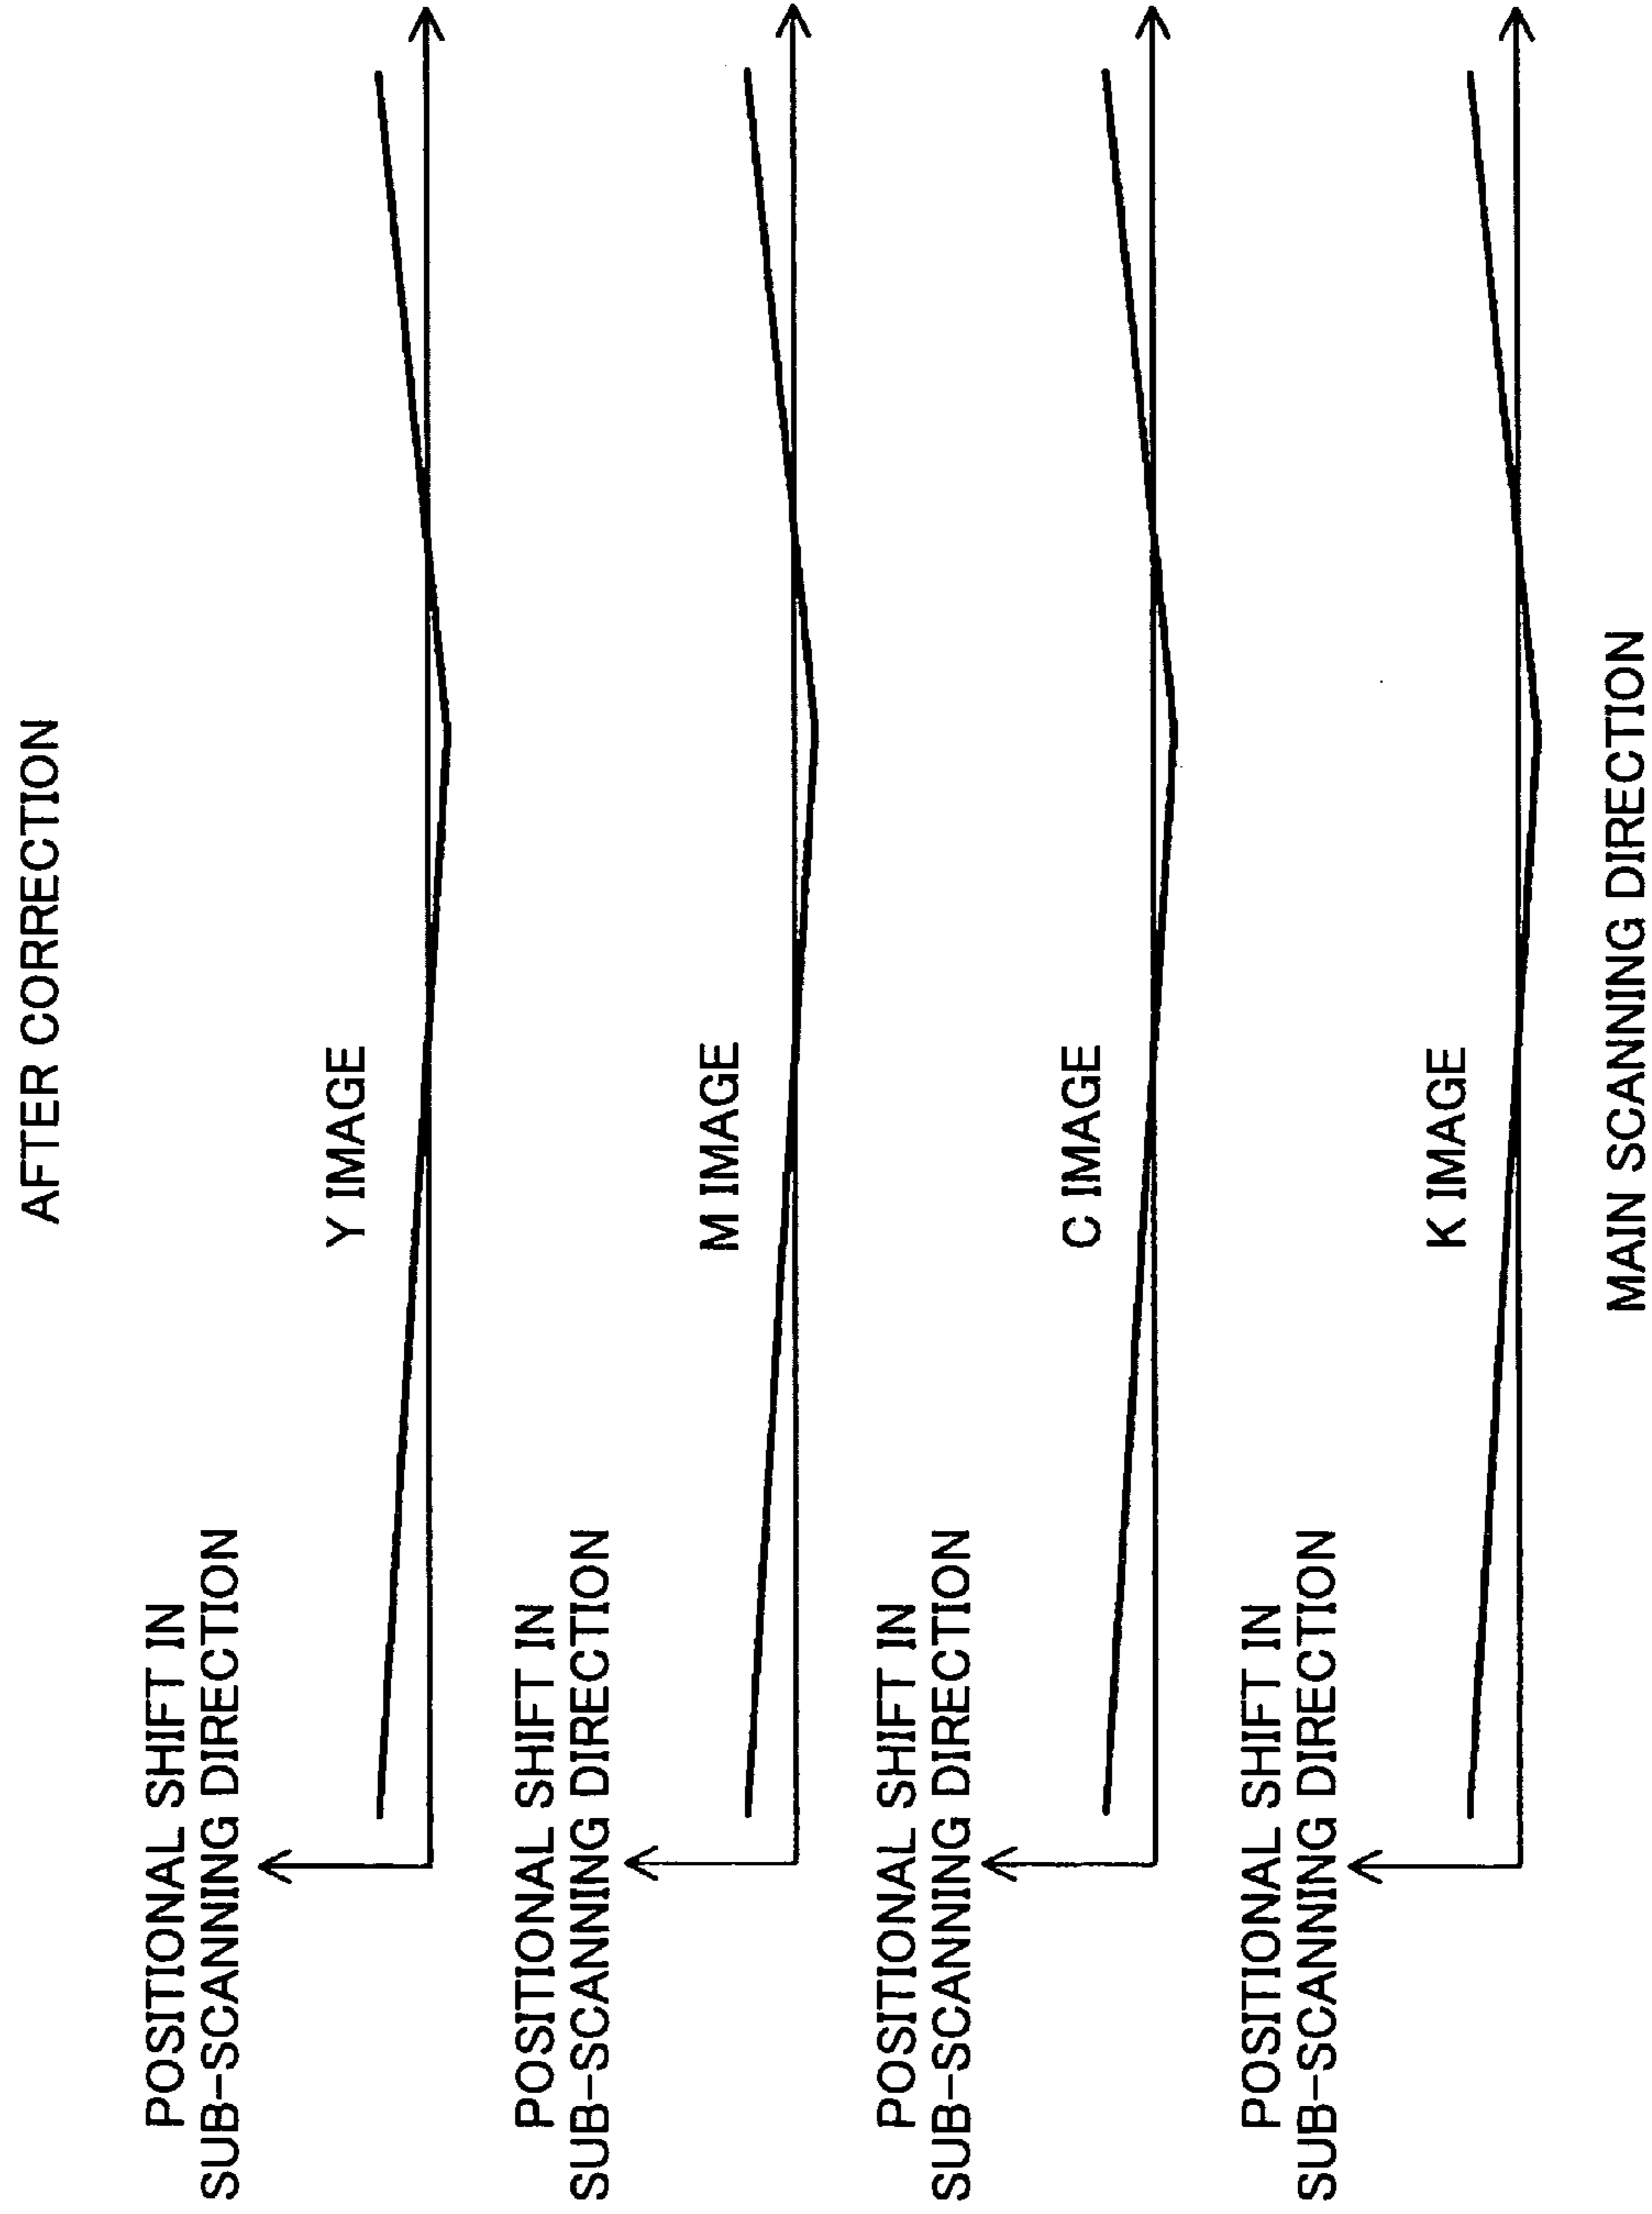 AFTER CORRECTION
POSITIONAL SHIFT IN
SUB-SCANNING DIRECTION
Y IMAGE
POSITIONAL SHIFT IN
SUB-SCANNING DIRECTION
M IMAGE
POSITIONAL SHIFT IN
SUB-SCANNING DIRECTION
C IMAGE
POSITIONAL SHIFT IN
SUB-SCANNING DIRECTION
K IMAGE
MAIN SCANNING DIRECTION